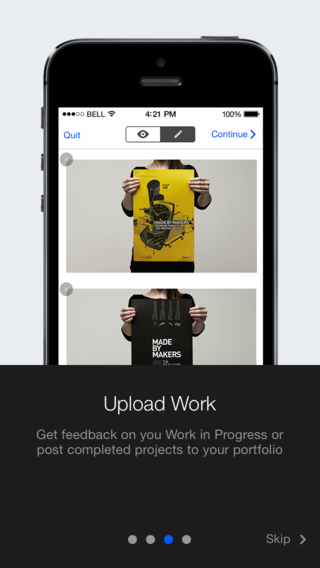 BELL 4:21 PM 100%
Quit Continue
MADE BY MAKERS
MADE
BY
MAKERS
Upload Work
Get feedback on you Work in Progress or
post completed projects to your portfolio
Skip